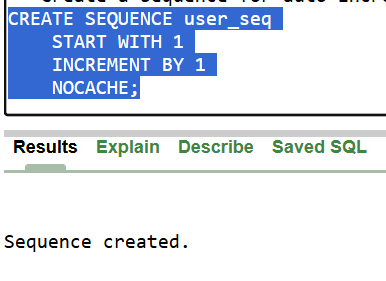 CREATE SEQUENCE user_seq
START WITH 1
INCREMENT BY 1
NOCACHE;
Results Explain Describe Saved SQL
Sequence created.